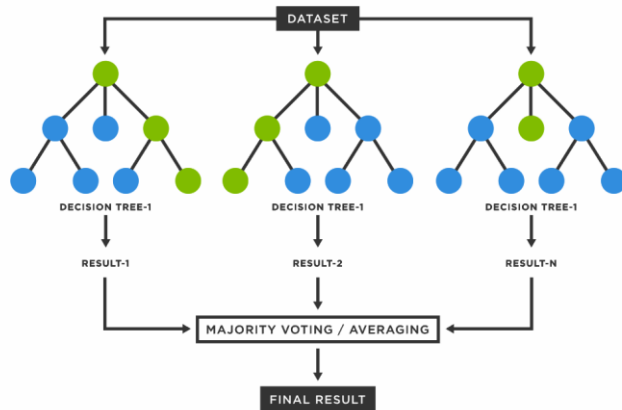 DATASET
DECISION TREE-1
DECISION TREE-1
DECISION TREE-1
RESULT-1
RESULT-2
RESULT-N
MAJORITY VOTING / AVERAGING
FINAL RESULT